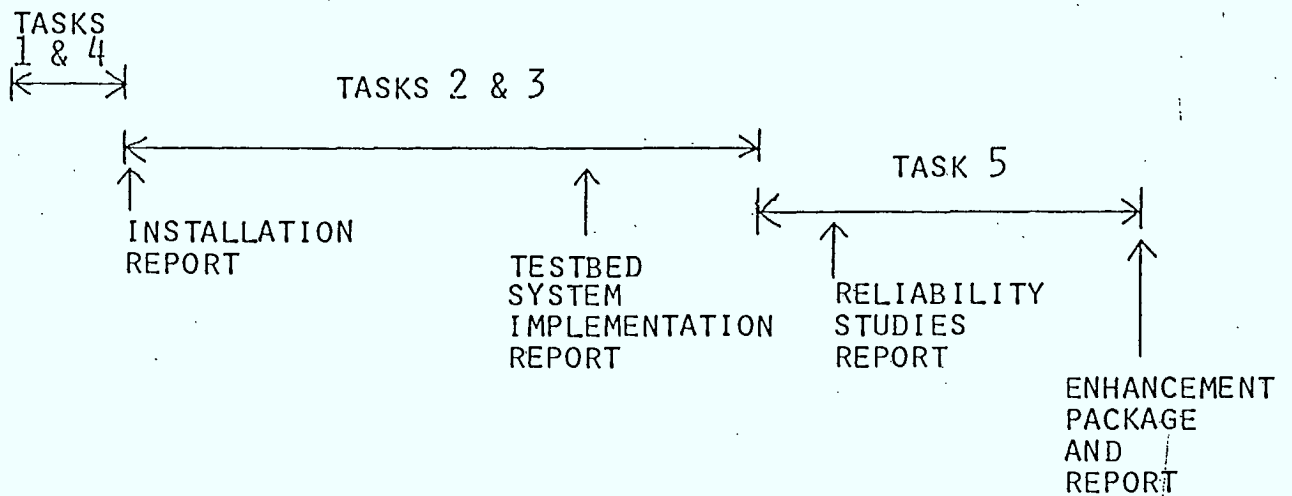 TASKS
1 & 4
TASKS 2 & 3
TASK 5
INSTALLATION
REPORT
TESTBED
SYSTEM
IMPLEMENTATION
REPORT
RELIABILITY
STUDIES
REPORT
ENHANCEMENT
PACKAGE
AND
REPORT